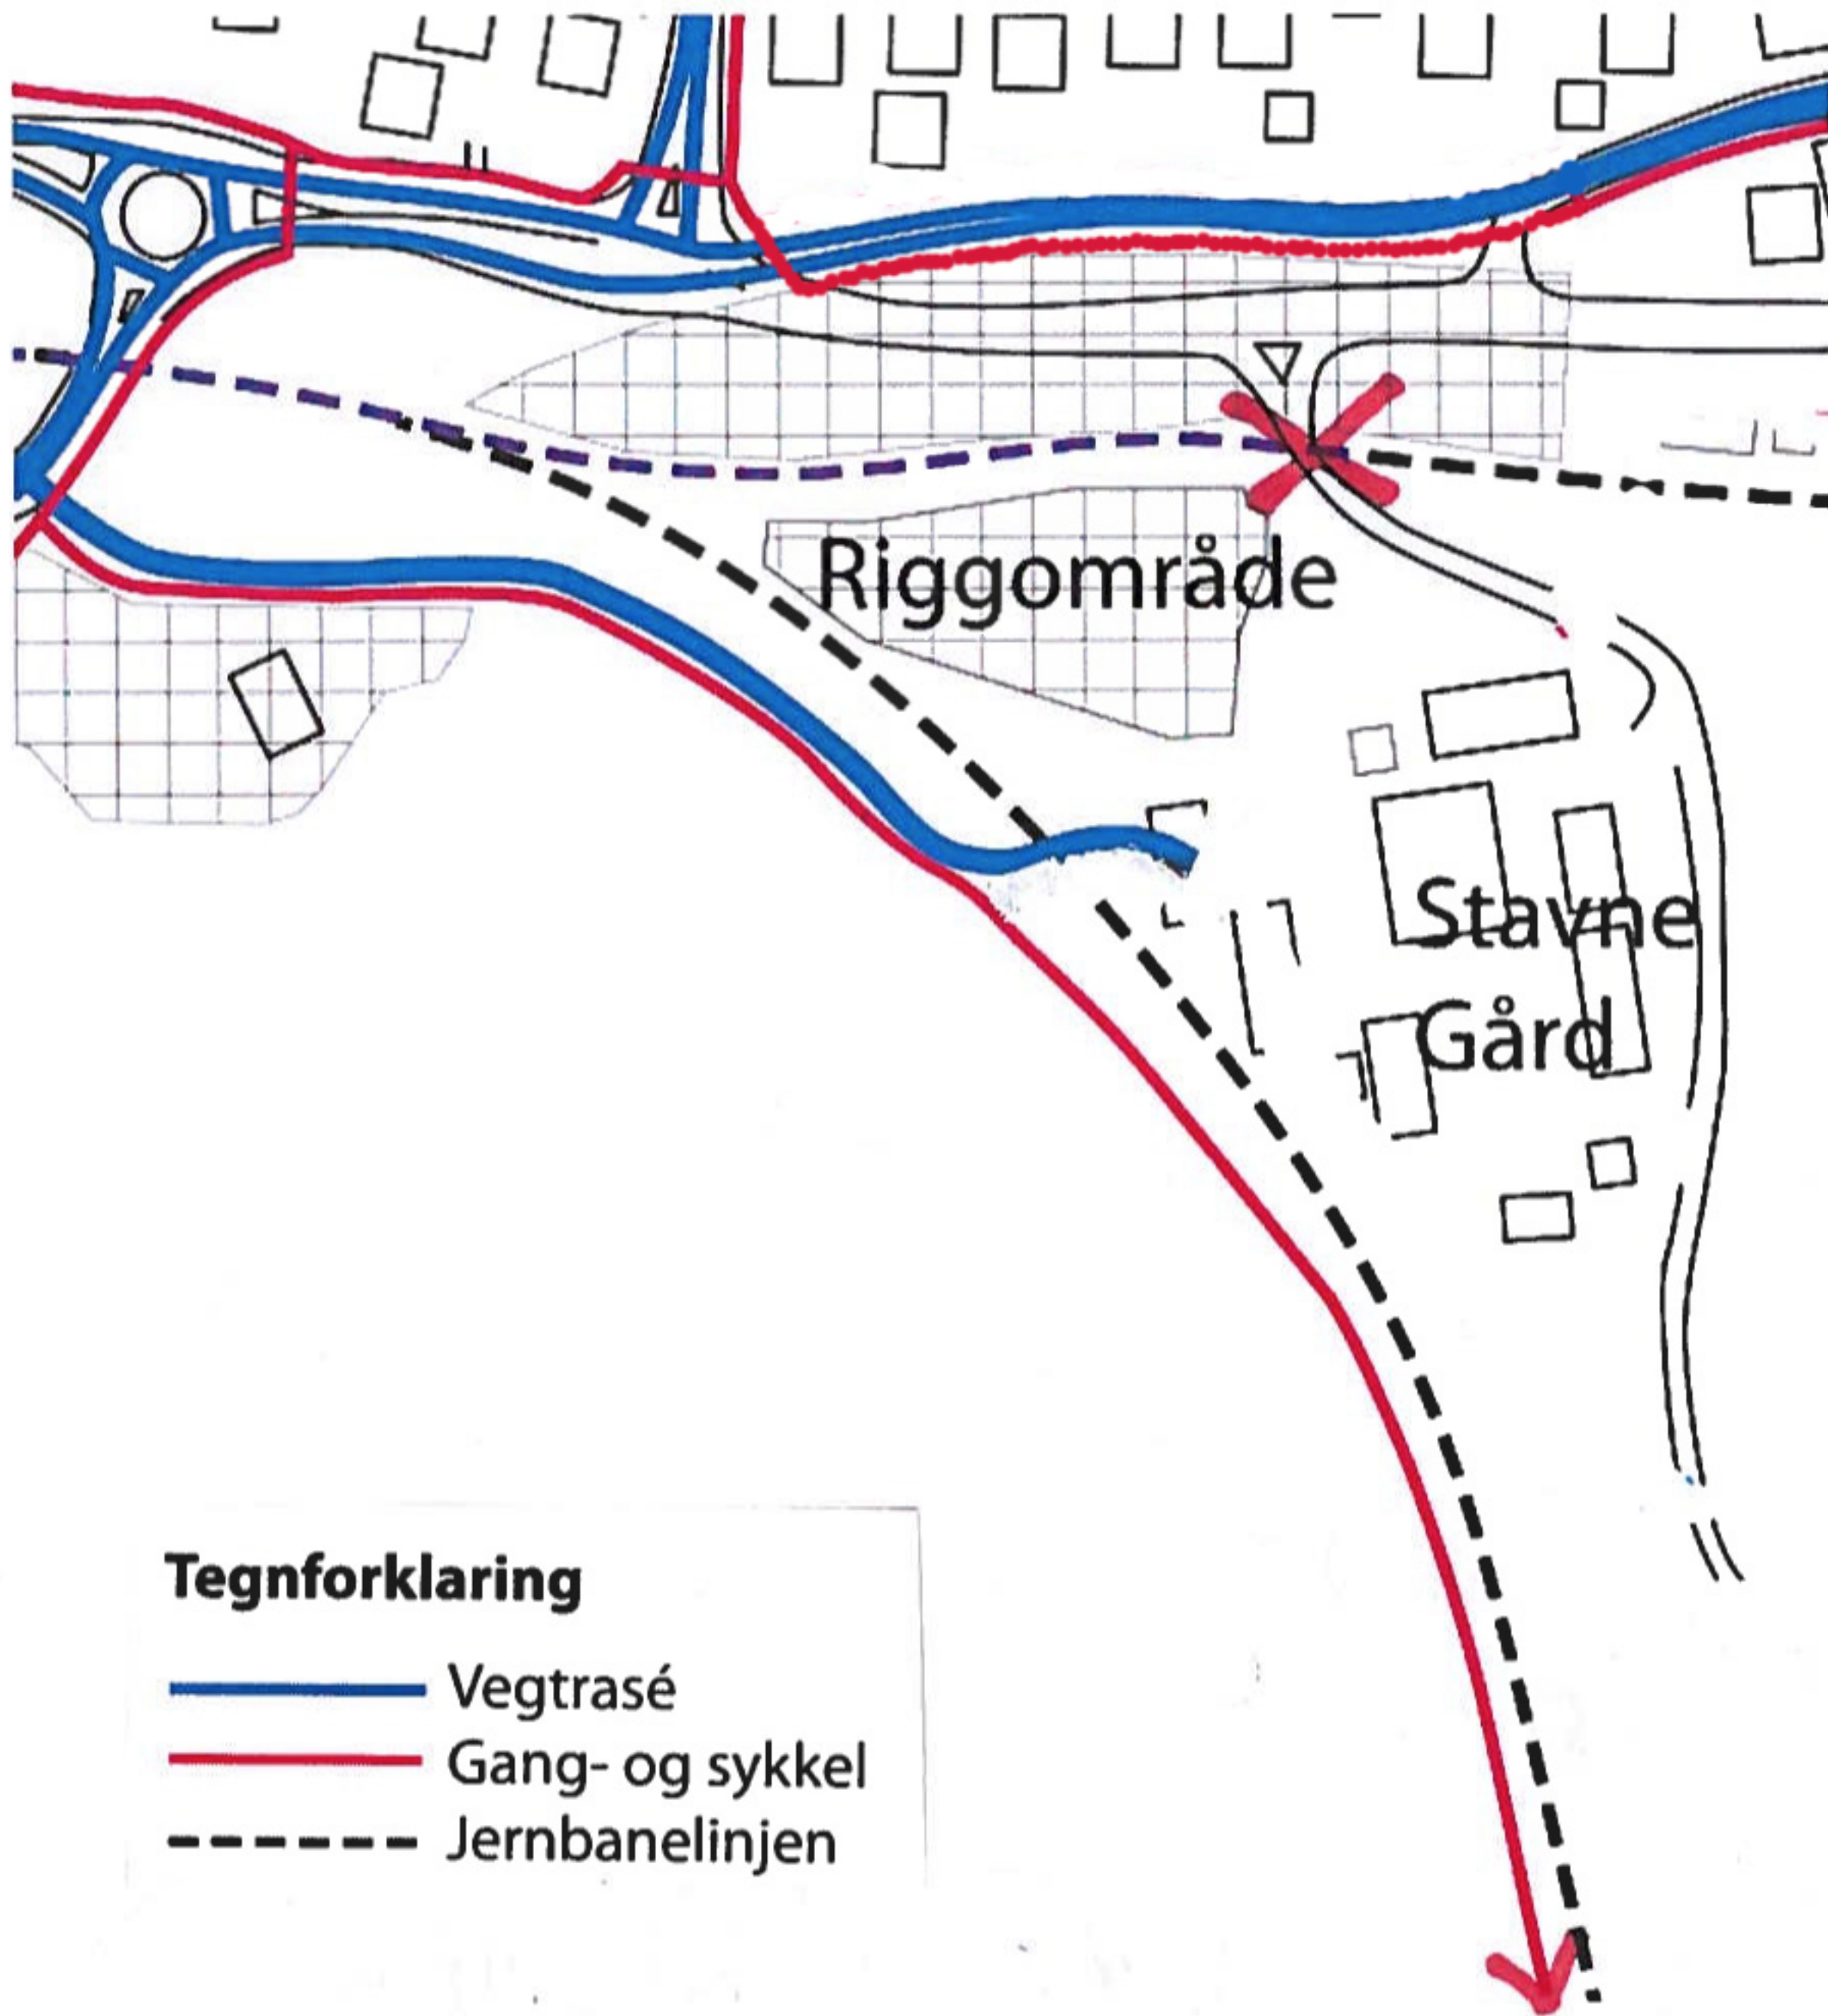 Riggområde
Stavne
Gård
Tegnforklaring
Vegtrasé
Gang- og sykkel
Jernbanelinjen